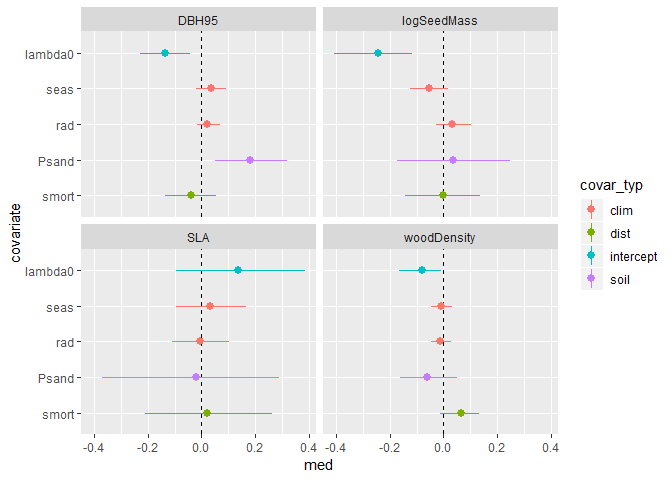 DBH95
logSeedMass
lambda0
seas
rad
Psand
smort
SLA
woodDensity
lambda0
seas
rad
Psand
smort
-0.4
-0.2
0.0
0.2
0.4
-0.4
-0.2
0.0
0.2
0.4
med
covariate
covar_typ
clim
dist
intercept
soil